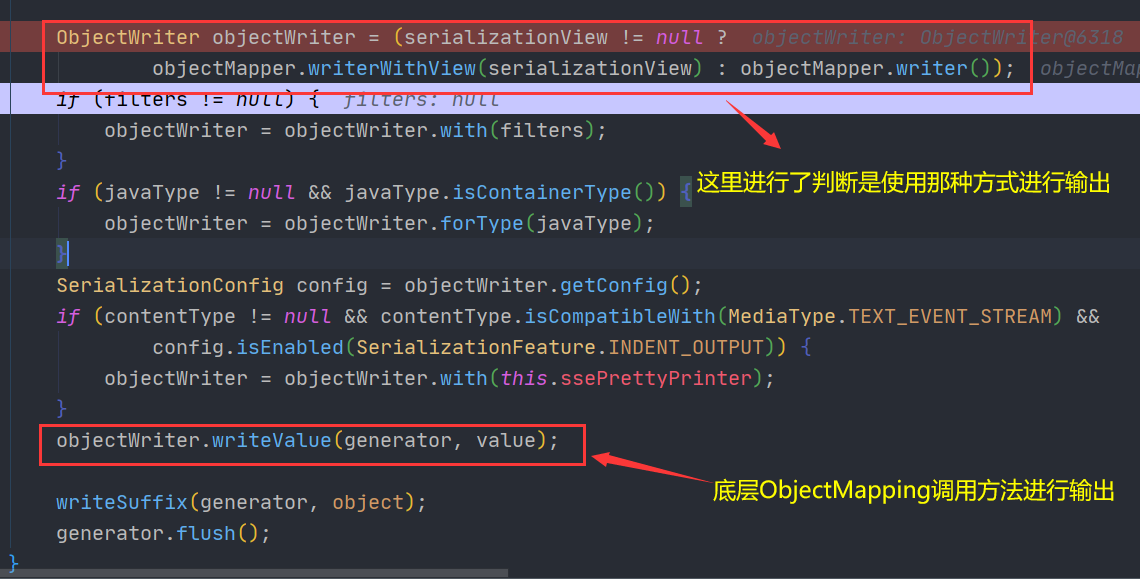 ObjectWriter objectWriter = (serializationView != null ?  objectWriter: ObjectWriter@6318
objectMapper.writerWithView(serializationView) : objectMapper.writer());  objectMap
if (filters != null) {  filters: null
objectWriter = objectWriter.with(filters);
}
if (javaType != null && javaType.isContainerType()) {
这里进行了判断是使用那种方式进行输出
objectWriter = objectWriter.forType(javaType);
}
SerializationConfig config = objectWriter.getConfig();
if (contentType != null && contentType.isCompatibleWith(MediaType.TEXT_EVENT_STREAM) &&
config.isEnabled(SerializationFeature.INDENT_OUTPUT)) {
objectWriter = objectWriter.with(this.ssePrettyPrinter);
}
objectWriter.writeValue(generator, value);
底层ObjectMapping调用方法进行输出
writeSuffix(generator, object);
generator.flush();
}